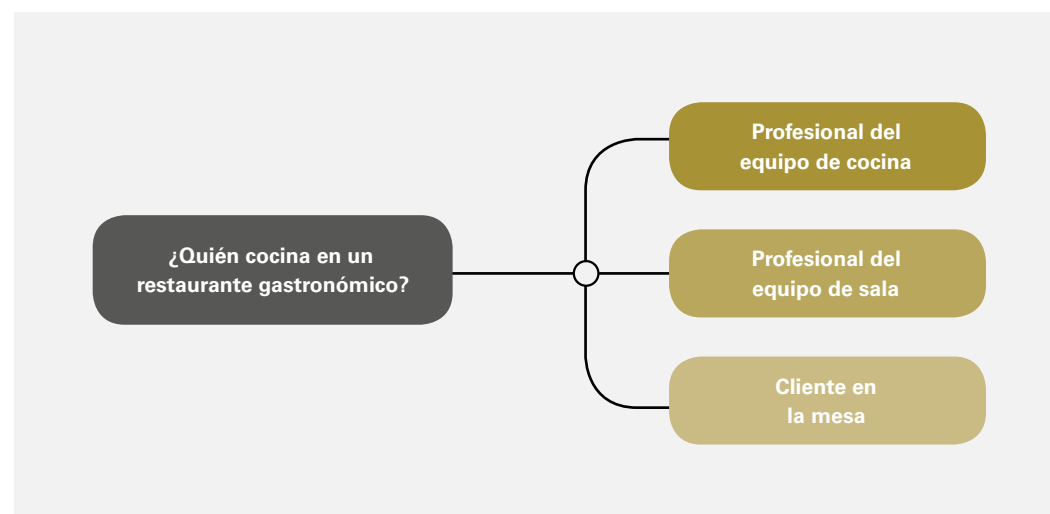 ¿Quién cocina en un
restaurante gastronómico?
Profesional del
equipo de cocina
Profesional del
equipo de sala
Cliente en
la mesa